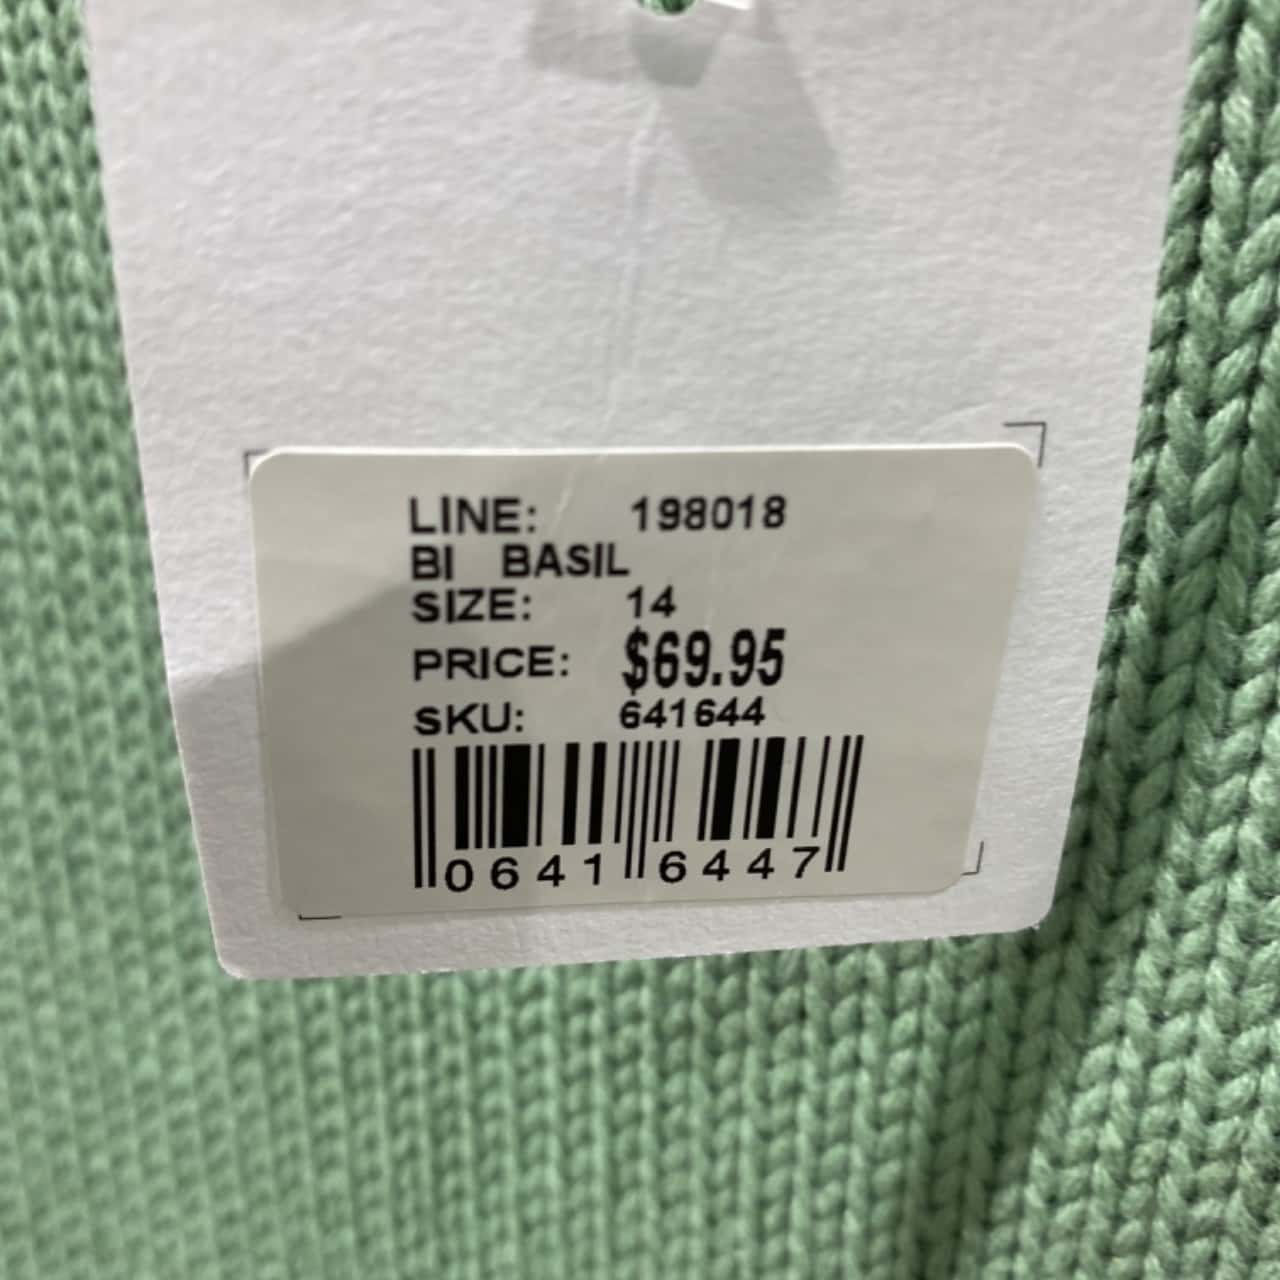 LINE: 198018
BI BASIL
SIZE: 14
PRICE: $69.95
SKU: 641644
0641 6447